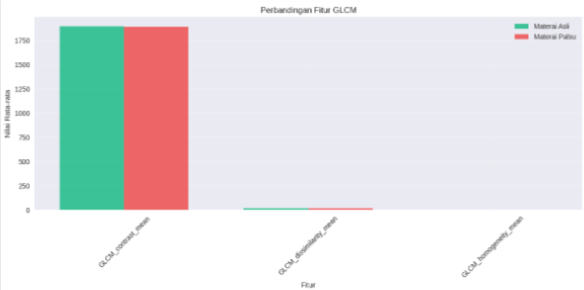 Perbandingan Fitur GLCM
Materai Asli
Materai Palsu
Nilai Rata-rata
1750
1500
1250
1000
750
500
250
0
GLCM_contrast_mean
GLCM_dissimilarity_mean
GLCM_homogeneity_mean
Fitur